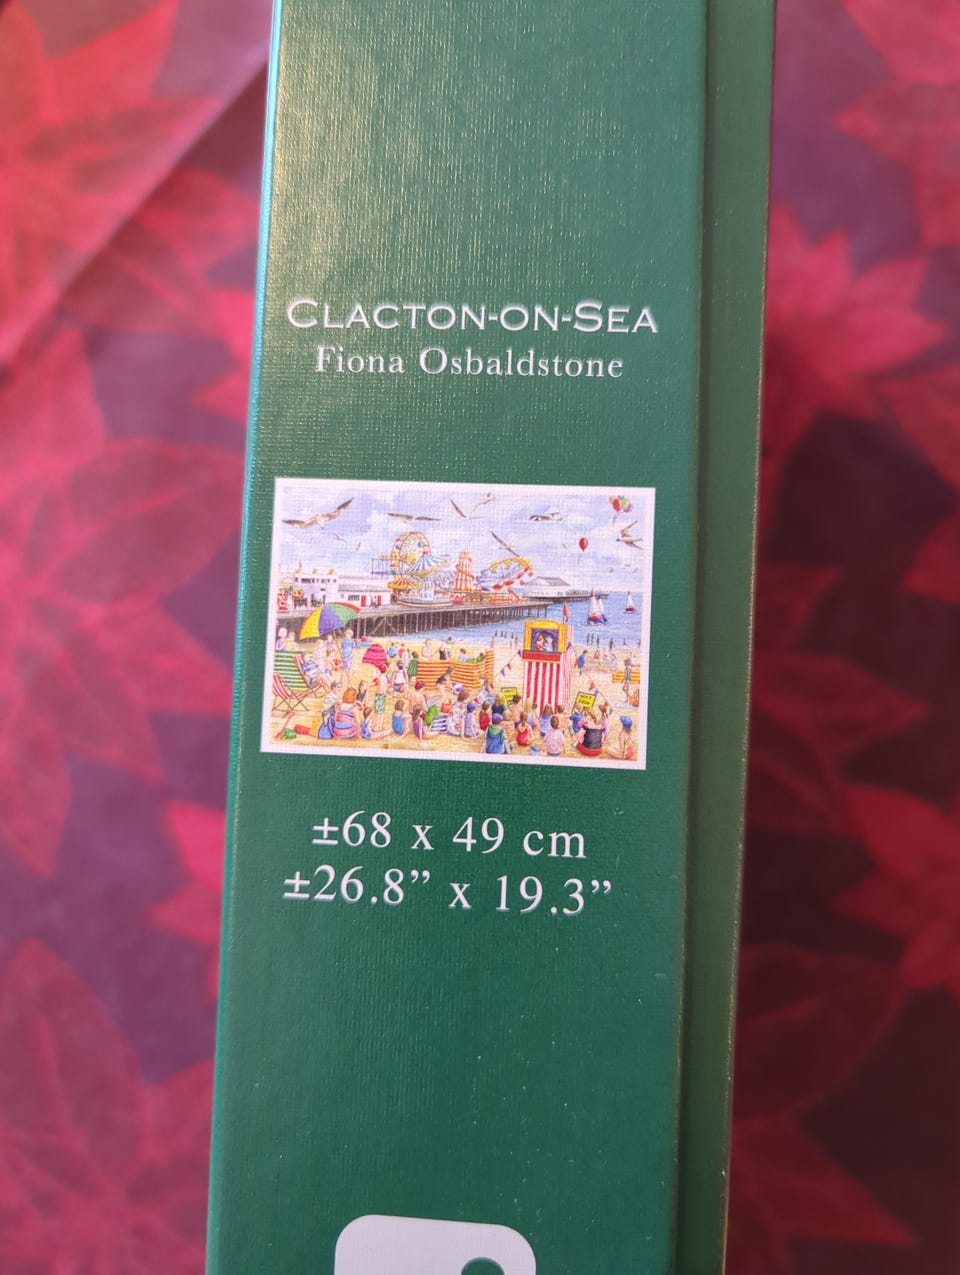 CLACTON-ON-SEA
Fiona Osbaldstone
±68 x 49 cm
±26.8” x 19.3”